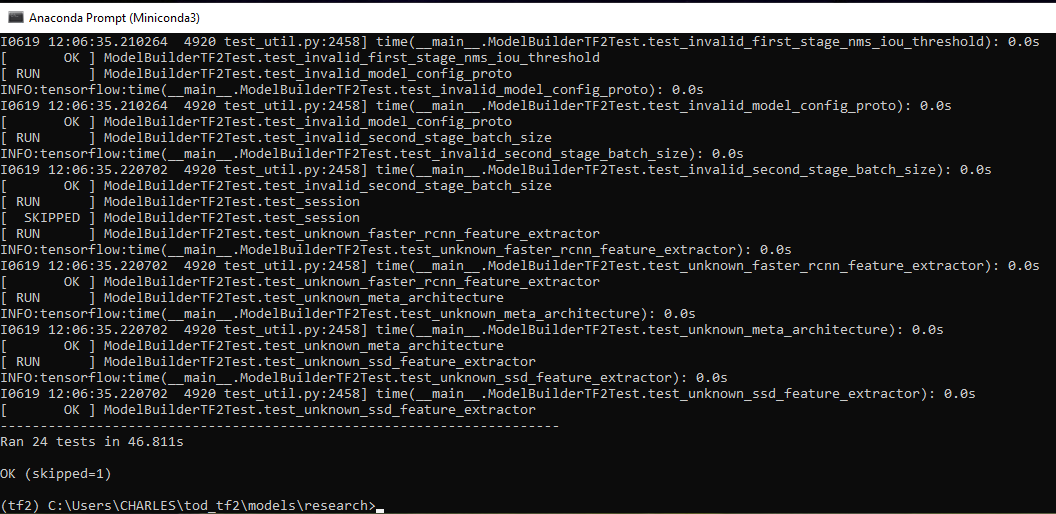 Anaconda Prompt (Miniconda3)
I0619 12:06:35.210264  4920 test_util.py:2458] time(__main__.ModelBuilderTF2Test.test_invalid_first_stage_nms_iou_threshold): 0.0s
[       OK ] ModelBuilderTF2Test.test_invalid_first_stage_nms_iou_threshold
[ RUN      ] ModelBuilderTF2Test.test_invalid_model_config_proto
INFO:tensorflow:time(__main__.ModelBuilderTF2Test.test_invalid_model_config_proto): 0.0s
I0619 12:06:35.210264  4920 test_util.py:2458] time(__main__.ModelBuilderTF2Test.test_invalid_model_config_proto): 0.0s
[       OK ] ModelBuilderTF2Test.test_invalid_model_config_proto
[ RUN      ] ModelBuilderTF2Test.test_invalid_second_stage_batch_size
INFO:tensorflow:time(__main__.ModelBuilderTF2Test.test_invalid_second_stage_batch_size): 0.0s
I0619 12:06:35.220702  4920 test_util.py:2458] time(__main__.ModelBuilderTF2Test.test_invalid_second_stage_batch_size): 0.0s
[       OK ] ModelBuilderTF2Test.test_invalid_second_stage_batch_size
[ RUN      ] ModelBuilderTF2Test.test_session
[  SKIPPED ] ModelBuilderTF2Test.test_session
[ RUN      ] ModelBuilderTF2Test.test_unknown_faster_rcnn_feature_extractor
INFO:tensorflow:time(__main__.ModelBuilderTF2Test.test_unknown_faster_rcnn_feature_extractor): 0.0s
I0619 12:06:35.220702  4920 test_util.py:2458] time(__main__.ModelBuilderTF2Test.test_unknown_faster_rcnn_feature_extractor): 0.0s
[       OK ] ModelBuilderTF2Test.test_unknown_faster_rcnn_feature_extractor
[ RUN      ] ModelBuilderTF2Test.test_unknown_meta_architecture
INFO:tensorflow:time(__main__.ModelBuilderTF2Test.test_unknown_meta_architecture): 0.0s
I0619 12:06:35.220702  4920 test_util.py:2458] time(__main__.ModelBuilderTF2Test.test_unknown_meta_architecture): 0.0s
[       OK ] ModelBuilderTF2Test.test_unknown_meta_architecture
[ RUN      ] ModelBuilderTF2Test.test_unknown_ssd_feature_extractor
INFO:tensorflow:time(__main__.ModelBuilderTF2Test.test_unknown_ssd_feature_extractor): 0.0s
I0619 12:06:35.220702  4920 test_util.py:2458] time(__main__.ModelBuilderTF2Test.test_unknown_ssd_feature_extractor): 0.0s
[       OK ] ModelBuilderTF2Test.test_unknown_ssd_feature_extractor
----------------------------------------------------------------------
Ran 24 tests in 46.811s
OK (skipped=1)
(tf2) C:\Users\CHARLES\tod_tf2\models\research>